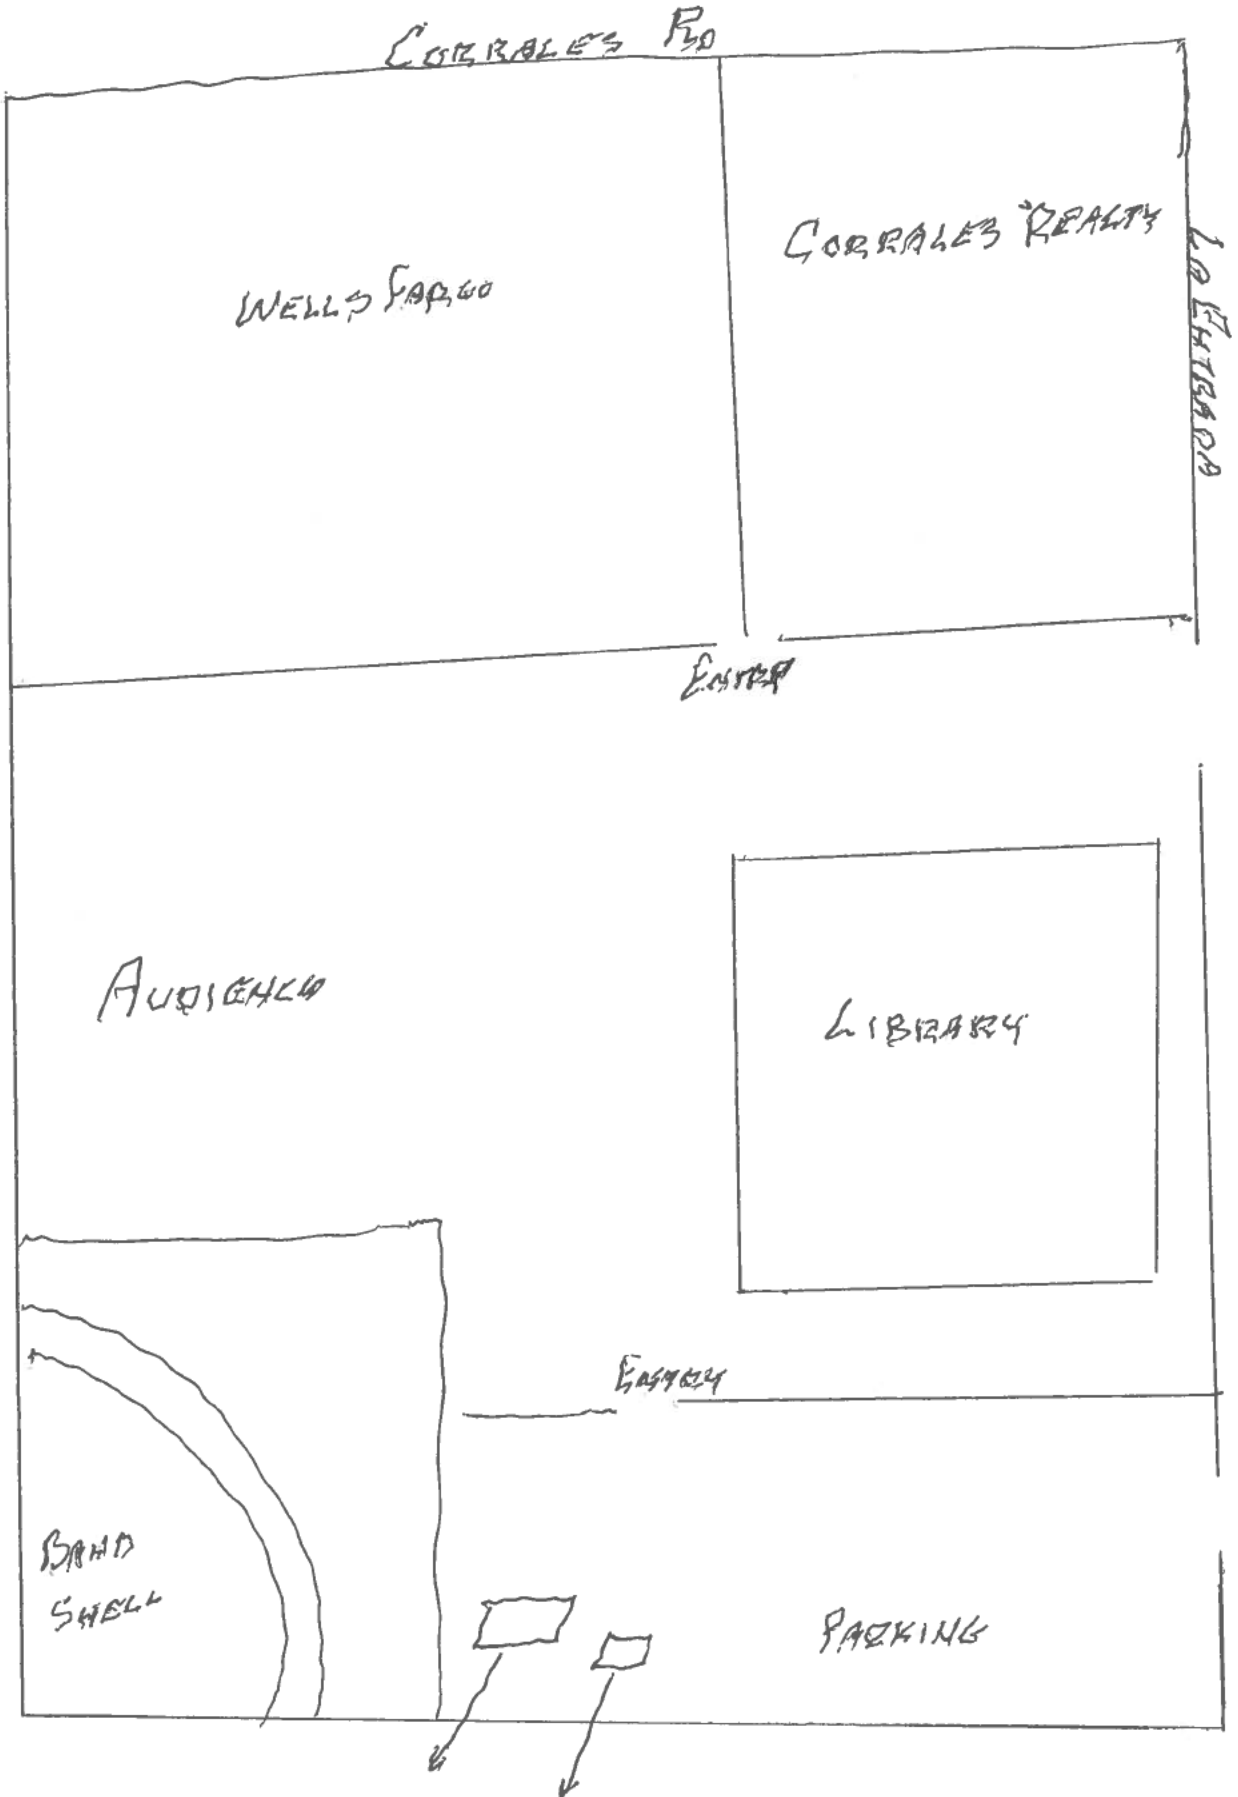 CORRALES RD
CORRALES REALTY
WELLS FARGO
LA ENTRADA
ENTRY
AUDIENCE
LIBRARY
ENTRY
BAND
SHELL
PARKING